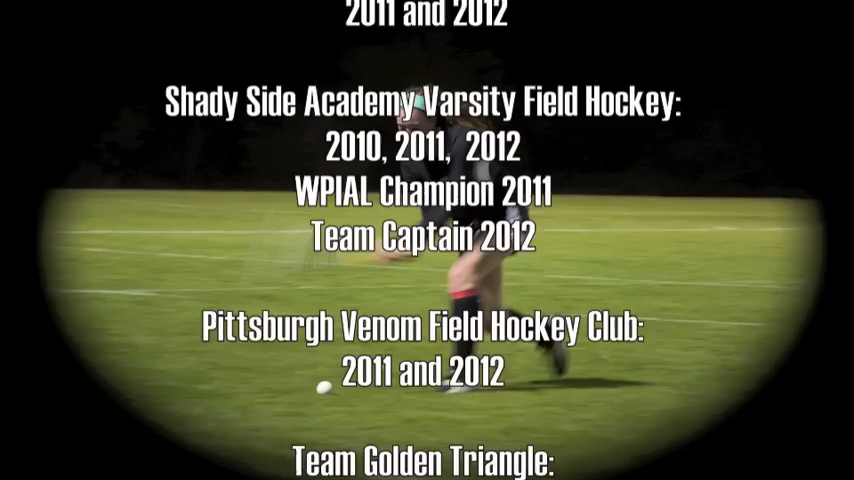 2011 and 2012
Shady Side Academy Varsity Field Hockey:
2010, 2011, 2012
WPIAL Champion 2011
Team Captain 2012
Pittsburgh Venom Field Hockey Club:
2011 and 2012
Team Golden Triangle: